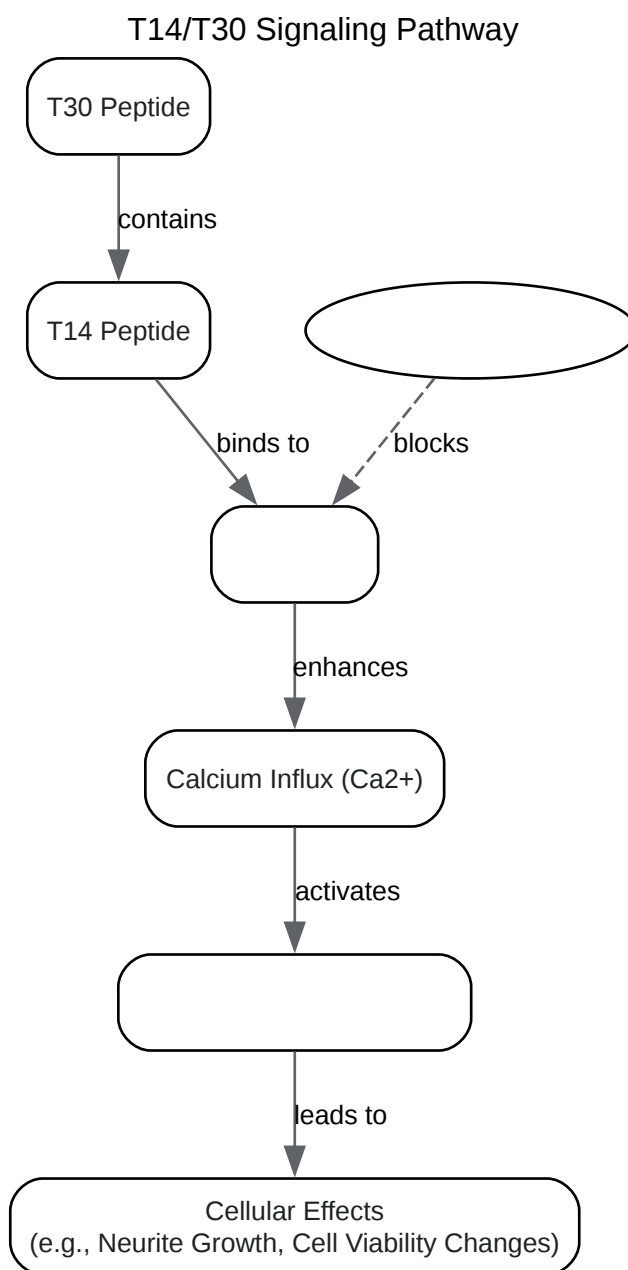 T14/T30 Signaling Pathway
T30 Peptide
contains
T14 Peptide
binds to
blocks
enhances
Calcium Influx (Ca2+)
activates
leads to
Cellular Effects
(e.g., Neurite Growth, Cell Viability Changes)